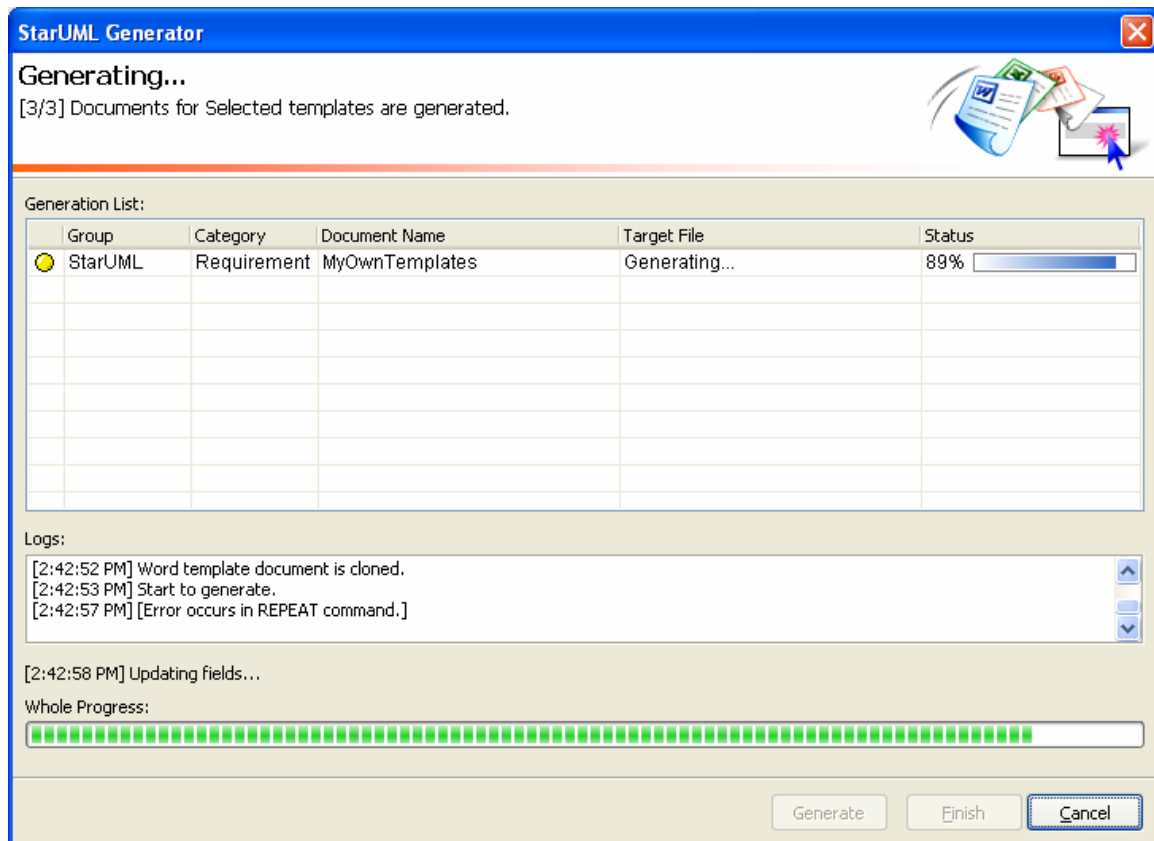 StarUML Generator
Generating...
[3/3] Documents for Selected templates are generated.
Generation List:
Group Category Document Name Target File Status
StarUML Requirement MyOwnTemplates Generating... 89%
Logs:
[2:42:52 PM] Word template document is cloned.
[2:42:53 PM] Start to generate.
[2:42:57 PM] [Error occurs in REPEAT command.]
[2:42:58 PM] Updating fields...
Whole Progress:
Generate Finish Cancel